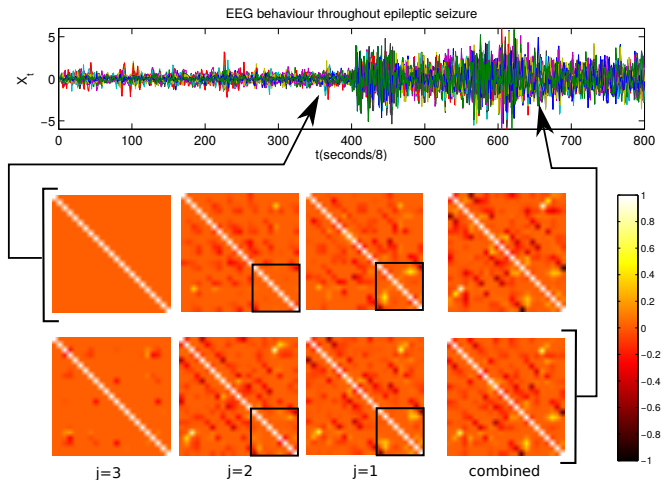 EEG behaviour throughout epileptic seizure
5
0
−5
X_t
0 100 200 300 400 500 600 700 800
t(seconds/8)
1
0.8
0.6
0.4
0.2
0
−0.2
−0.4
−0.6
−0.8
−1
j=3 j=2 j=1 combined